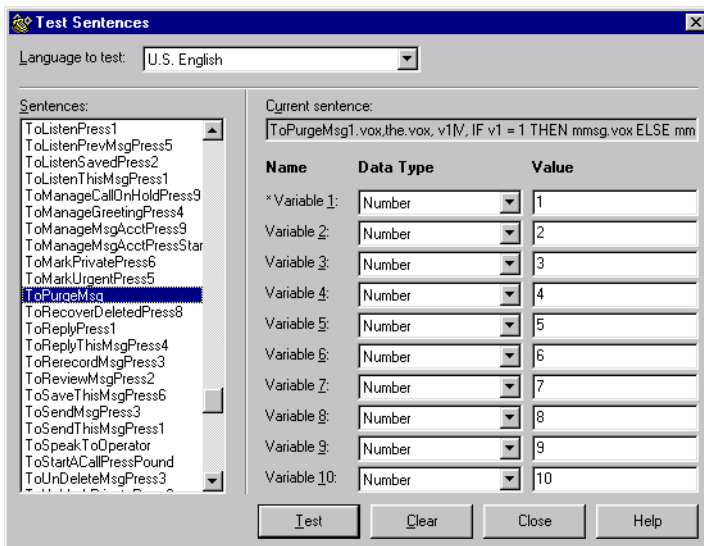 Test Sentences
Language to test: U.S. English
Sentences:
ToListenPress1
ToListenPrevMsgPress5
ToListenSavedPress2
ToListenThisMsgPress1
ToManageCallOnHoldPress9
ToManageGreetingPress4
ToManageMsgAcctPress9
ToManageMsgAcctPressStar
ToMarkPrivatePress6
ToMarkUrgentPress5
ToPurgeMsg
ToRecoverDeletedPress8
ToReplyPress1
ToReplyThisMsgPress4
ToRerecordMsgPress3
ToReviewMsgPress2
ToSaveThisMsgPress6
ToSendMsgPress3
ToSendThisMsgPress1
ToSpeakToOperator
ToStartACallPressPound
ToUnDeleteMsgPress3
Current sentence:
ToPurgeMsg1.vox,the.vox, v1|V, IF v1 = 1 THEN mmsg.vox ELSE mm
Name Data Type Value
* Variable 1: Number 1
Variable 2: Number 2
Variable 3: Number 3
Variable 4: Number 4
Variable 5: Number 5
Variable 6: Number 6
Variable 7: Number 7
Variable 8: Number 8
Variable 9: Number 9
Variable 10: Number 10
Test Clear Close Help